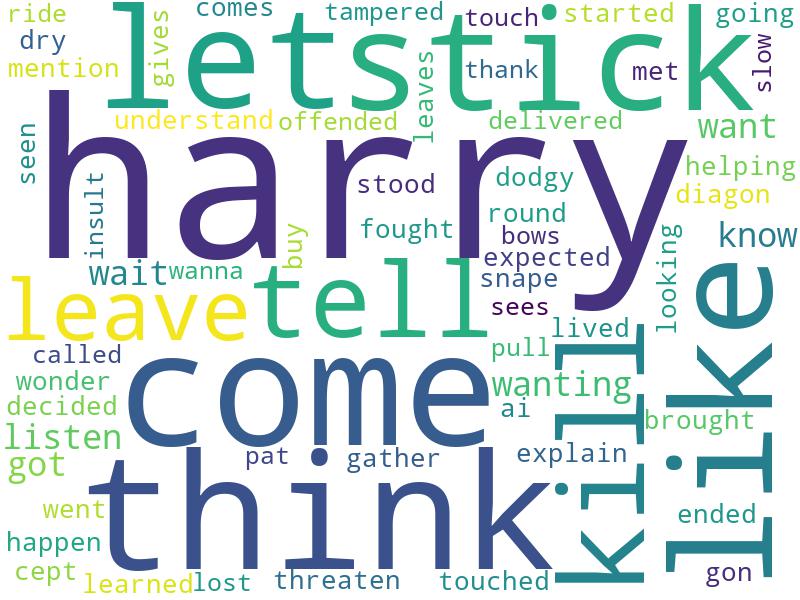 ride
comes
tampered
touch
started
going
dry
gives
letstick
mention
leaves
thank
met
slow
understand
offended
delivered
want
seen
harry
helping
insult
stood
dodgy
diagon
buy
fought
round
know
bows
looking
wait
wanna
expected
snape
leave
tell
sees
like
called
lived
wonder
come
pull
kill
decided
wanting
listen
ai
brought
got
pat
gather
explain
went
think
ended
happen
cept
learned
lost
threaten
touched
gon